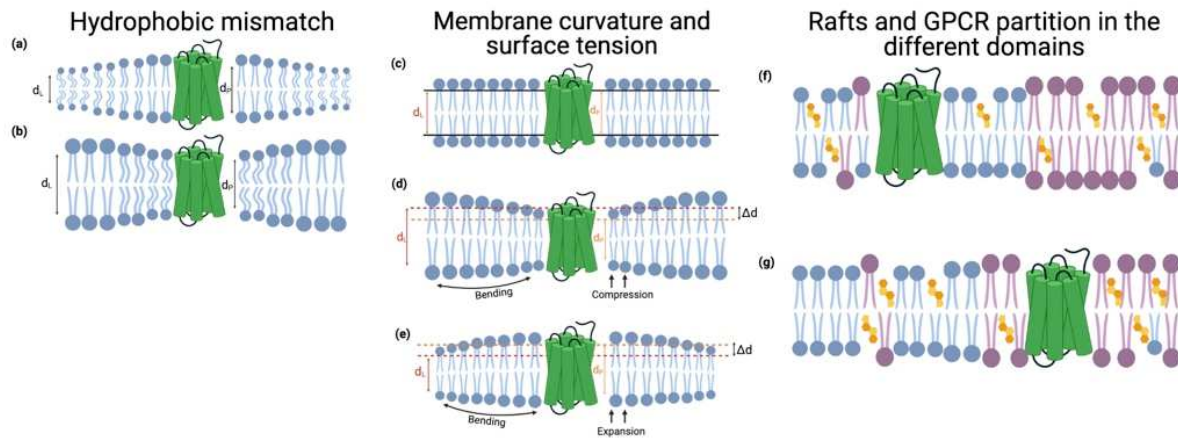 Hydrophobic mismatch
(a)
dL
dP
(b)
dL
dP
Membrane curvature and
surface tension
(c)
dL
dP
(d)
dL
dP
Δd
Bending
Compression
(e)
dL
dP
Δd
Bending
Expansion
Rafts and GPCR partition in the
different domains
(f)
(g)